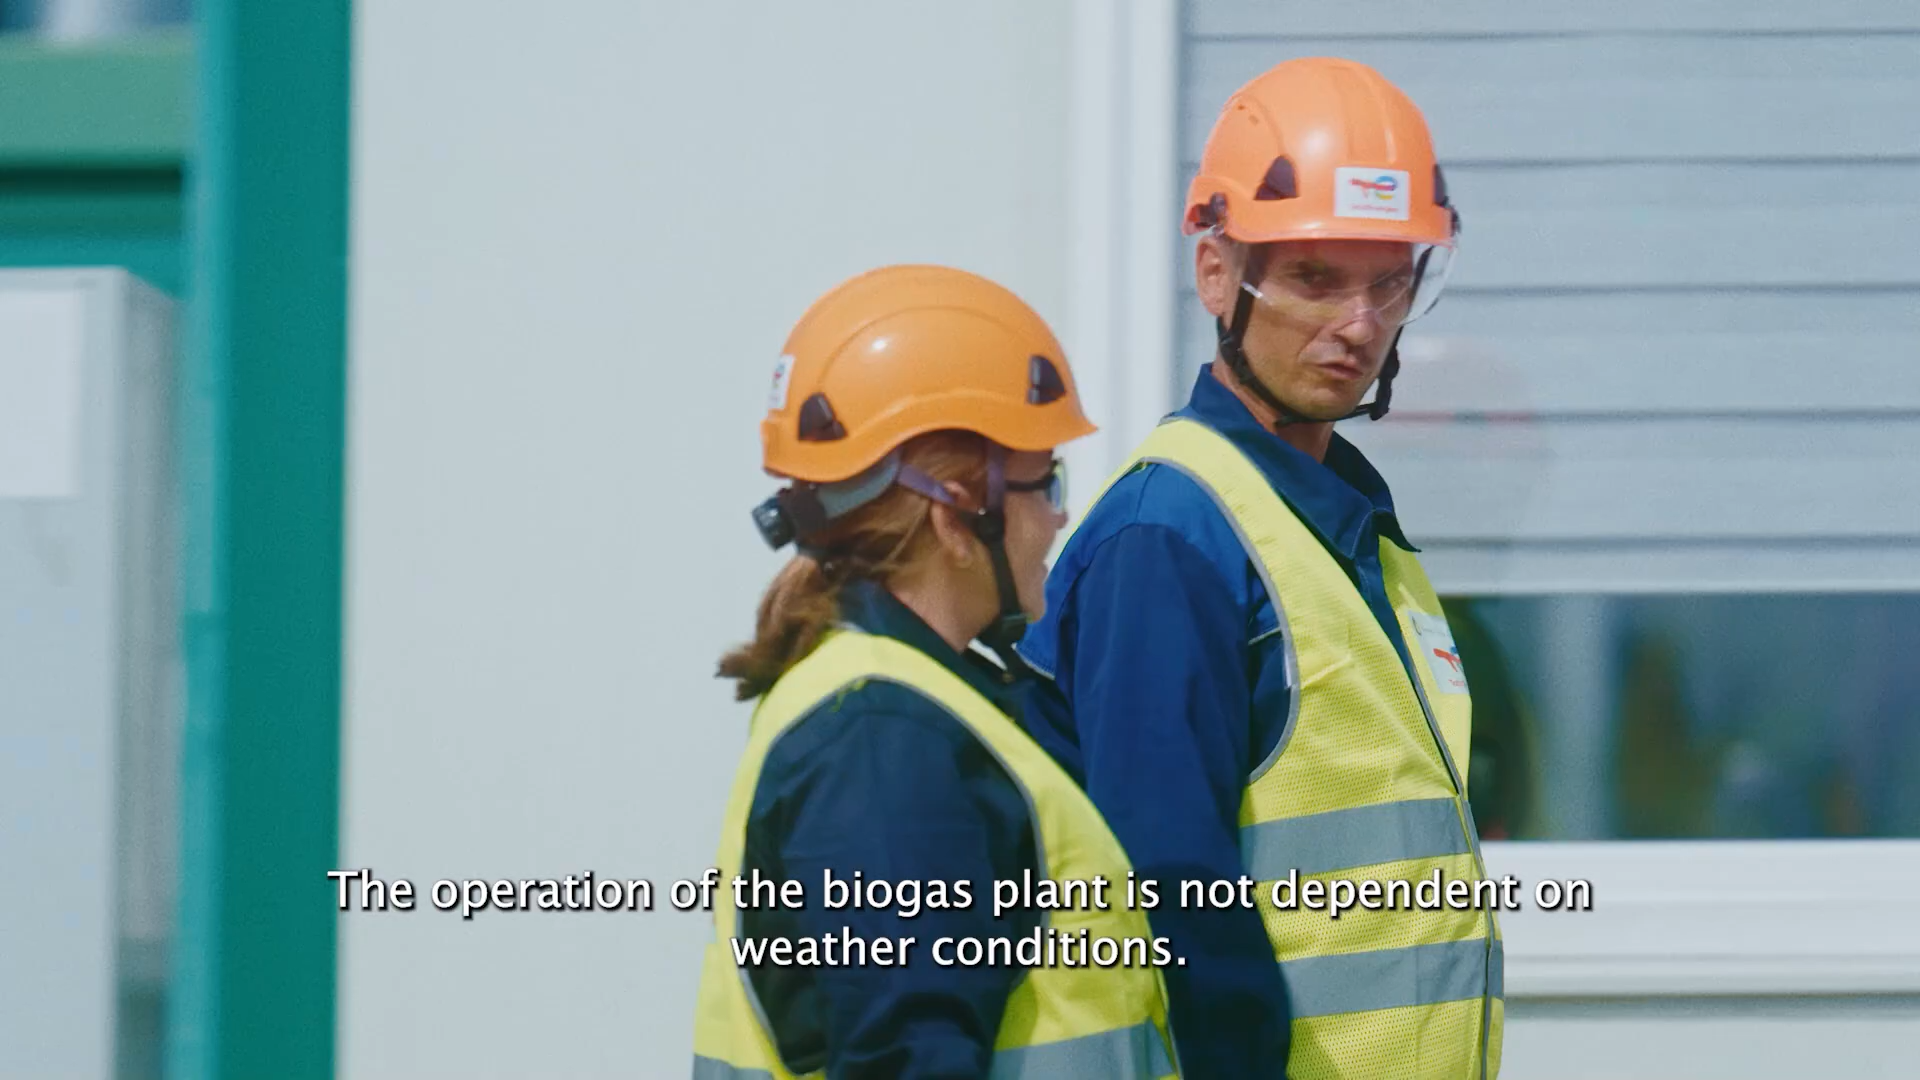 The operation of the biogas plant is not dependent on
weather conditions.